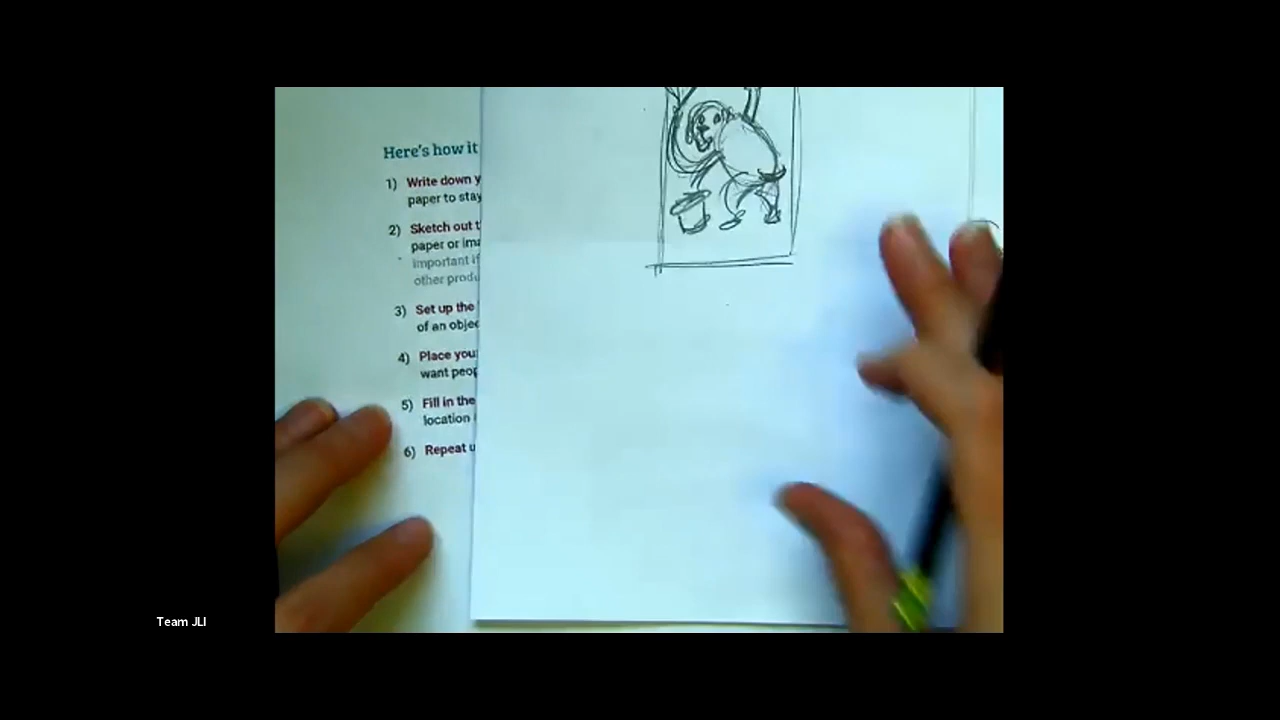 Here's how it
1) Write down y
paper to stay
2) Sketch out t
paper or ima
important if
other produ
3) Set up the
of an objec
4) Place your
want peop
5) Fill in the
location i
6) Repeat u
Team JLI